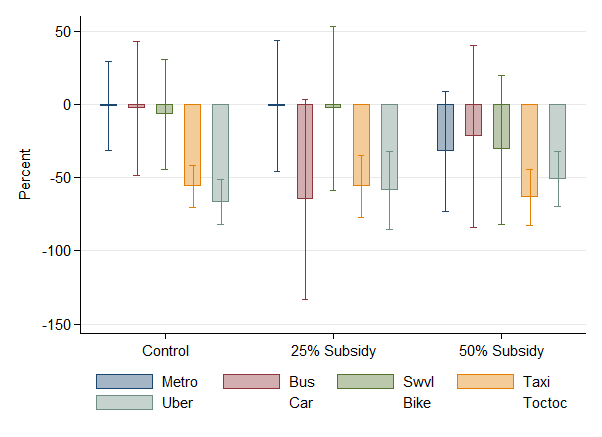 50
0
-50
-100
-150
Percent
Control 25% Subsidy 50% Subsidy
Metro Bus Swvl Taxi
Uber Car Bike Toctoc